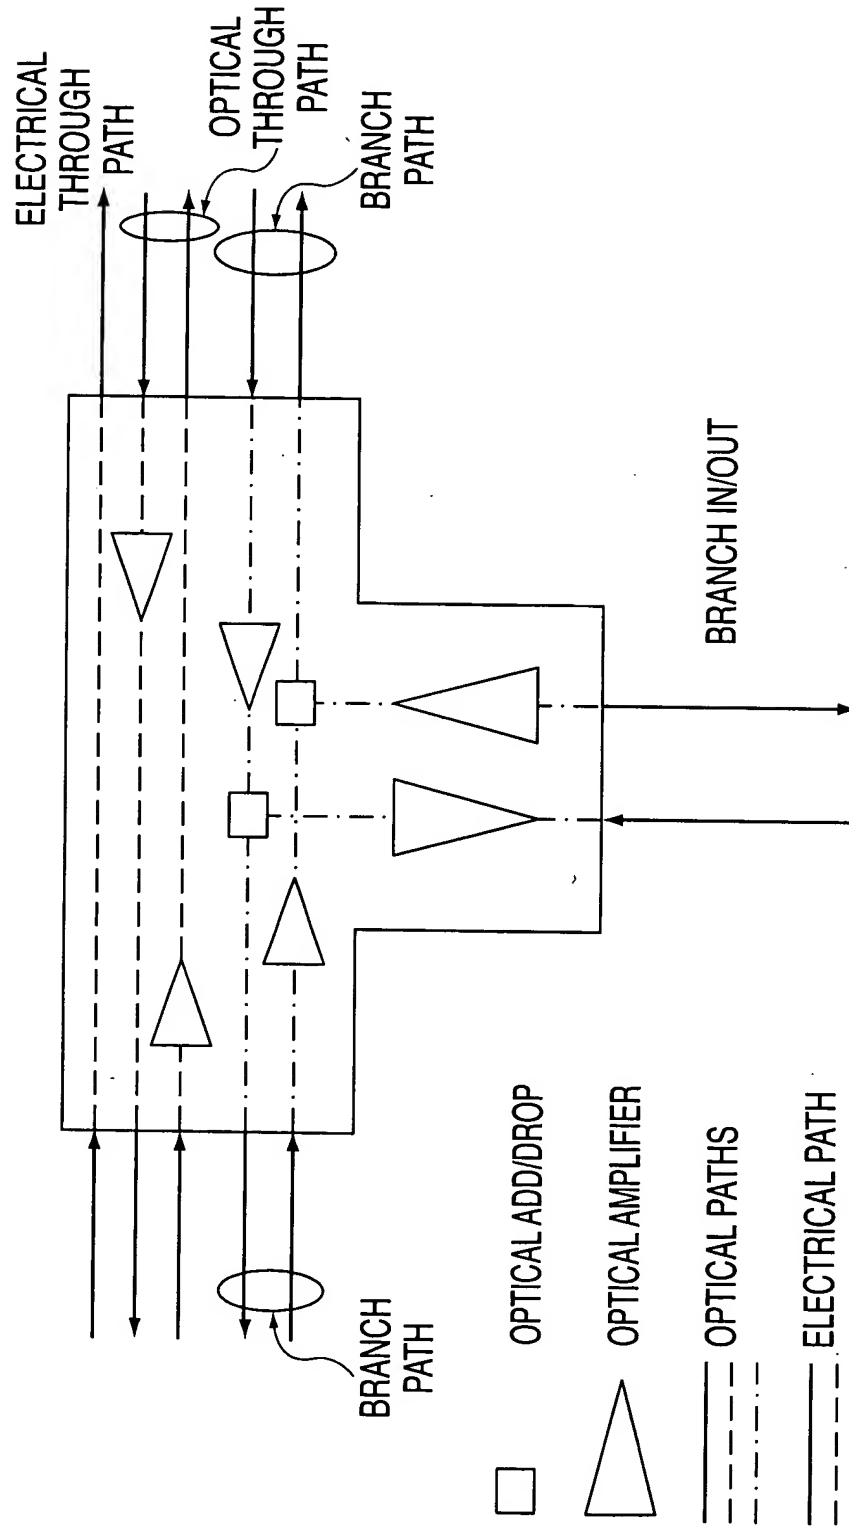 ELECTRICAL
THROUGH
PATH
OPTICAL
THROUGH
PATH
BRANCH
PATH
BRANCH
PATH
BRANCH IN/OUT
OPTICAL ADD/DROP
OPTICAL AMPLIFIER
OPTICAL PATHS
ELECTRICAL PATH